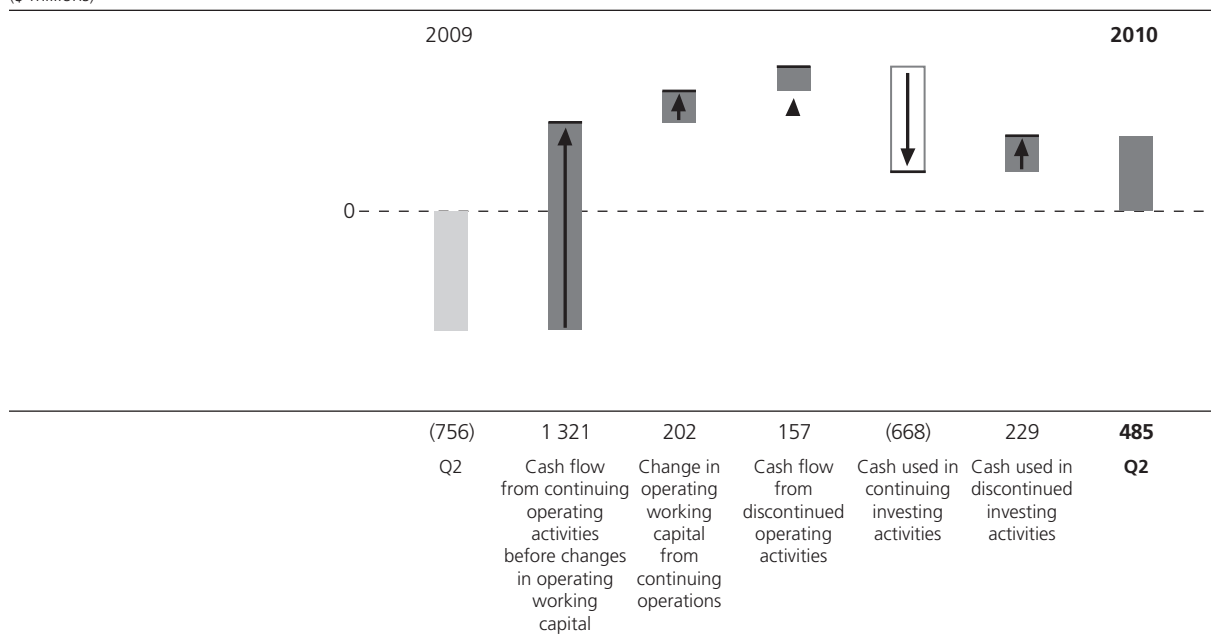 2009
2010
0
(756)
1 321
202
157
(668)
229
485
Q2
Cash flow
from continuing
operating
activities
before changes
in operating
working
capital
Change in
operating
working
capital
from
continuing
operations
Cash flow
from
discontinued
operating
activities
Cash used in
continuing
investing
activities
Cash used in
discontinued
investing
activities
Q2